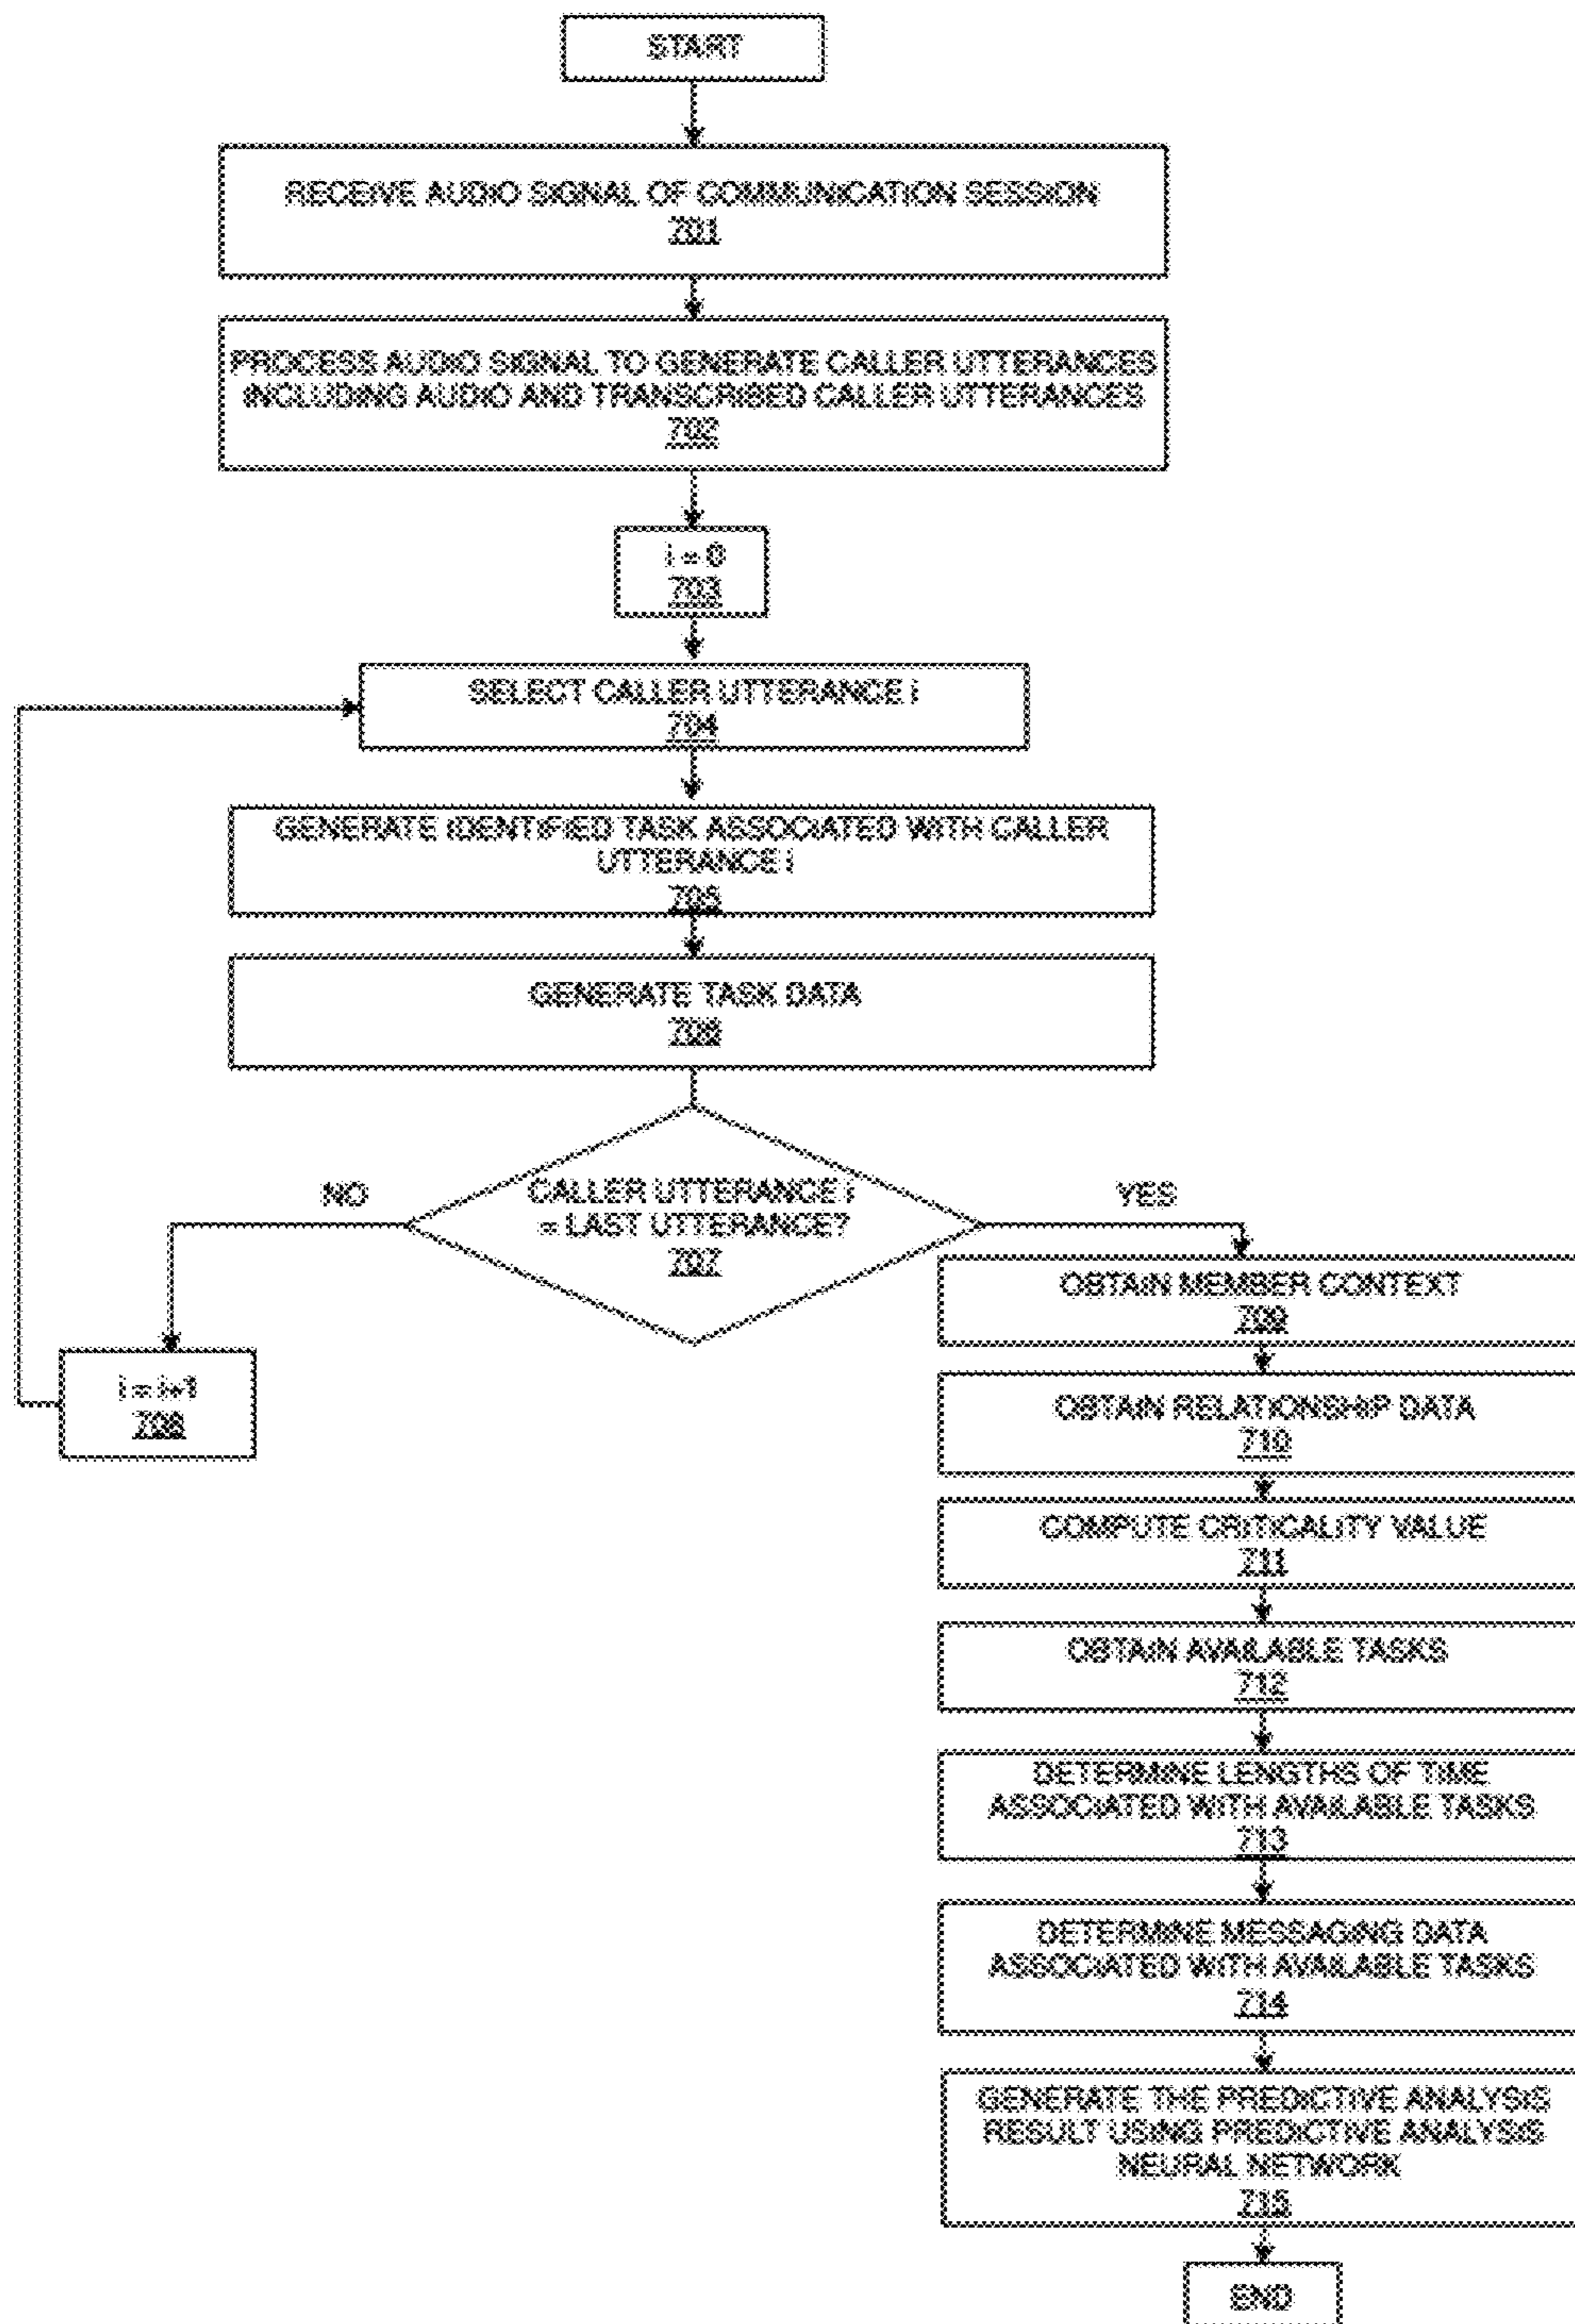 START
RECEIVE AUDIO SIGNAL OF COMMUNICATION SESSION
701
PROCESS AUDIO SIGNAL TO GENERATE CALLER UTTERANCES
INCLUDING AUDIO AND TRANSCRIBED CALLER UTTERANCES
702
i = 0
703
SELECT CALLER UTTERANCE i
704
GENERATE IDENTIFIED TASK ASSOCIATED WITH CALLER
UTTERANCE i
705
GENERATE TASK DATA
706
CALLER UTTERANCE i
= LAST UTTERANCE?
707
NO
YES
i = i+1
708
OBTAIN MEMBER CONTEXT
709
OBTAIN RELATIONSHIP DATA
710
COMPUTE CRITICALITY VALUE
711
OBTAIN AVAILABLE TASKS
712
DETERMINE LENGTHS OF TIME
ASSOCIATED WITH AVAILABLE TASKS
713
DETERMINE MESSAGING DATA
ASSOCIATED WITH AVAILABLE TASKS
714
GENERATE THE PREDICTIVE ANALYSIS
RESULT USING PREDICTIVE ANALYSIS
NEURAL NETWORK
715
END